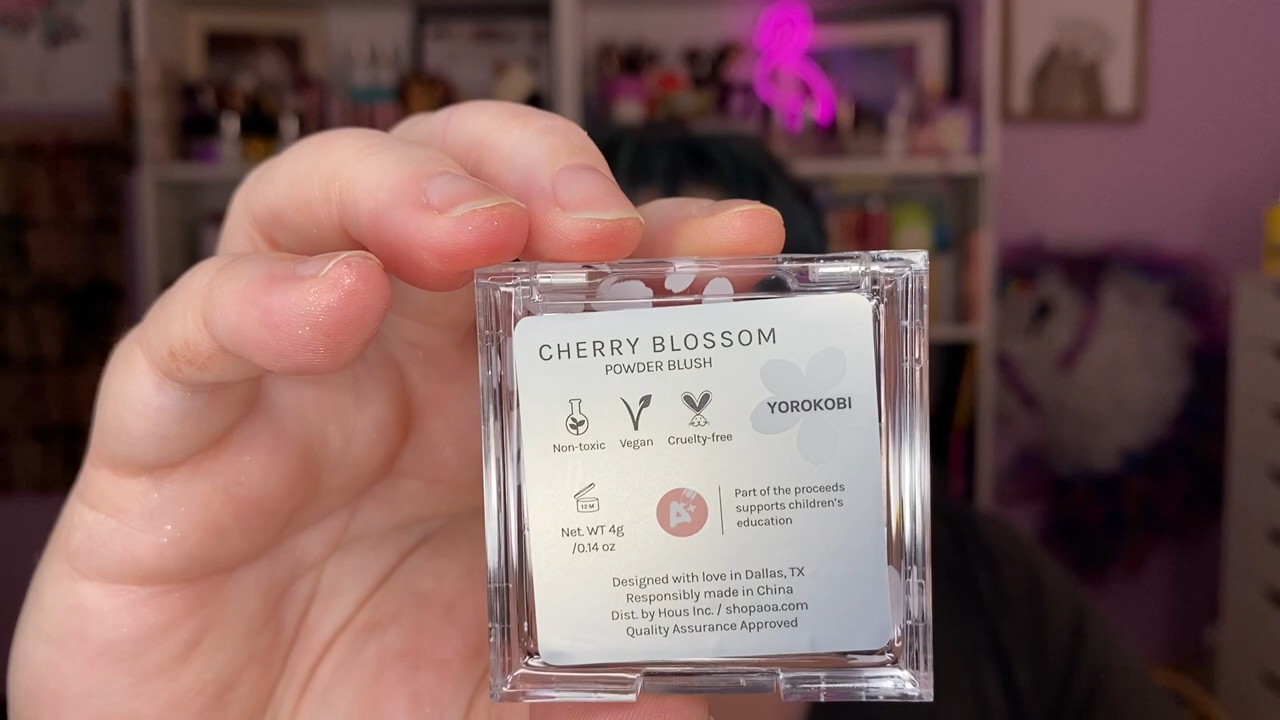 CHERRY BLOSSOM
POWDER BLUSH
YOROKOBI
Non-toxic
Vegan
Cruelty-free
12 M
Net. WT 4g
/0.14 oz
A+
Part of the proceeds
supports children's
education
Designed with love in Dallas, TX
Responsibly made in China
Dist. by Hous Inc. / shopaoa.com
Quality Assurance Approved